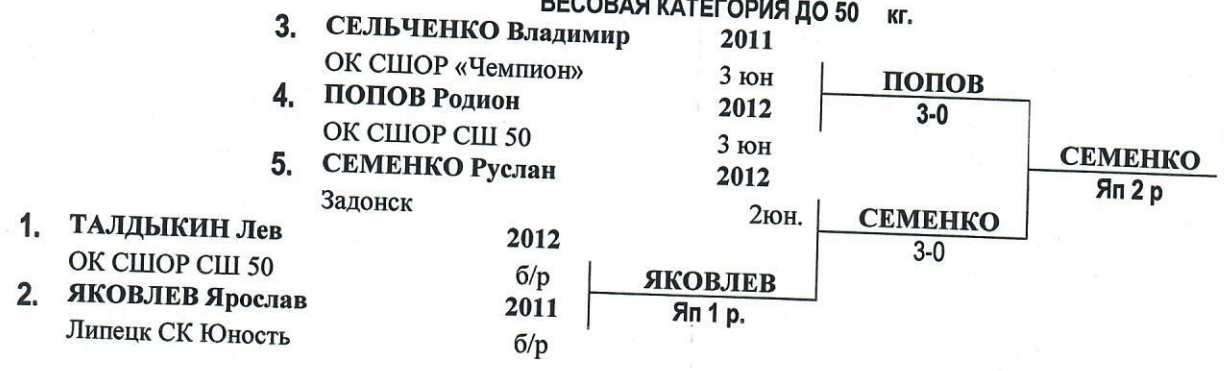 ВЕСОВАЯ КАТЕГОРИЯ ДО 50 кг.
3. СЕЛЬЧЕНКО Владимир 2011
ОК СШОР «Чемпион» 3 юн
ПОПОВ
3-0
4. ПОПОВ Родион 2012
ОК СШОР СШ 50 3 юн
СЕМЕНКО
Яп 2 р
5. СЕМЕНКО Руслан 2012
Задонск 2юн.
СЕМЕНКО
3-0
1. ТАЛДЫКИН Лев 2012
ОК СШОР СШ 50 б/р
ЯКОВЛЕВ
Яп 1 р.
2. ЯКОВЛЕВ Ярослав 2011
Липецк СК Юность б/р